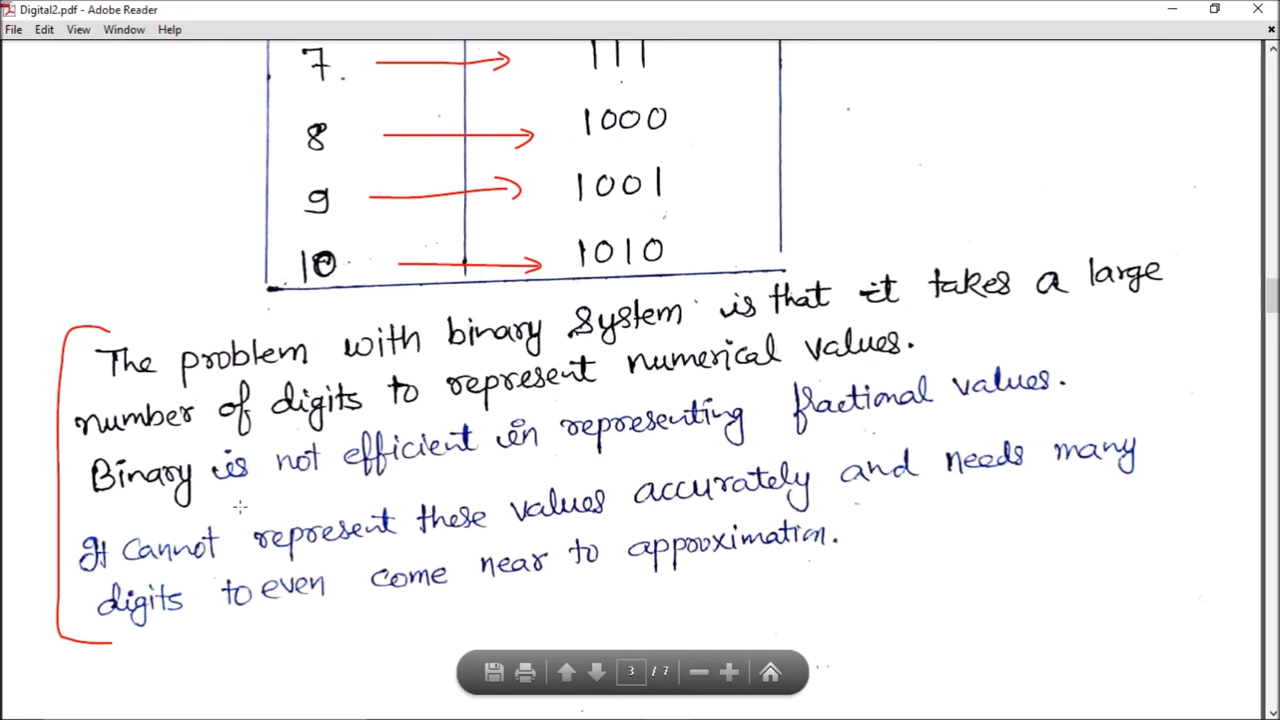 Digital2.pdf - Adobe Reader
File Edit View Window Help
7. 111
8 1000
9 1001
10 1010
The problem with binary System is that it takes a large
number of digits to represent numerical values.
Binary is not efficient in representing fractional values.
It cannot represent these values accurately and needs many
digits to even come near to approximation.
3 / 7